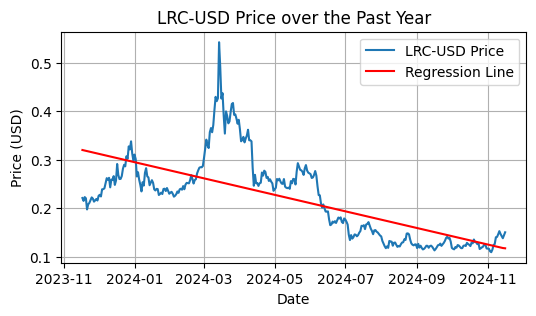 LRC-USD Price over the Past Year
LRC-USD Price
Regression Line
Price (USD)
0.5
0.4
0.3
0.2
0.1
2023-11 2024-01 2024-03 2024-05 2024-07 2024-09 2024-11
Date